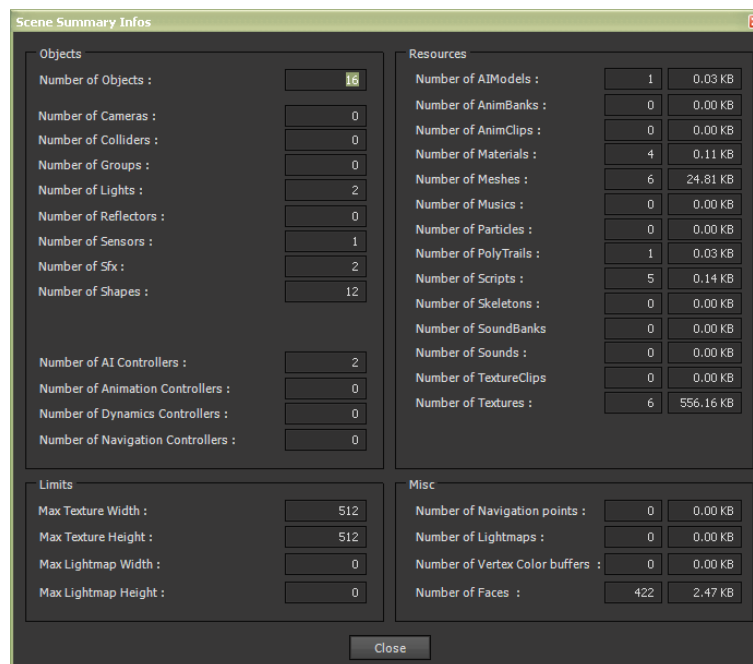 Scene Summary Infos
Objects
Number of Objects : 16
Number of Cameras : 0
Number of Colliders : 0
Number of Groups : 0
Number of Lights : 2
Number of Reflectors : 0
Number of Sensors : 1
Number of Sfx : 2
Number of Shapes : 12
Number of AI Controllers : 2
Number of Animation Controllers : 0
Number of Dynamics Controllers : 0
Number of Navigation Controllers : 0
Resources
Number of AIModels : 1 0.03 KB
Number of AnimBanks : 0 0.00 KB
Number of AnimClips : 0 0.00 KB
Number of Materials : 4 0.11 KB
Number of Meshes : 6 24.81 KB
Number of Musics : 0 0.00 KB
Number of Particles : 0 0.00 KB
Number of PolyTrails : 1 0.03 KB
Number of Scripts : 5 0.14 KB
Number of Skeletons : 0 0.00 KB
Number of SoundBanks 0 0.00 KB
Number of Sounds : 0 0.00 KB
Number of TextureClips 0 0.00 KB
Number of Textures : 6 556.16 KB
Limits
Max Texture Width : 512
Max Texture Height : 512
Max Lightmap Width : 0
Max Lightmap Height : 0
Misc
Number of Navigation points : 0 0.00 KB
Number of Lightmaps : 0 0.00 KB
Number of Vertex Color buffers : 0 0.00 KB
Number of Faces : 422 2.47 KB
Close